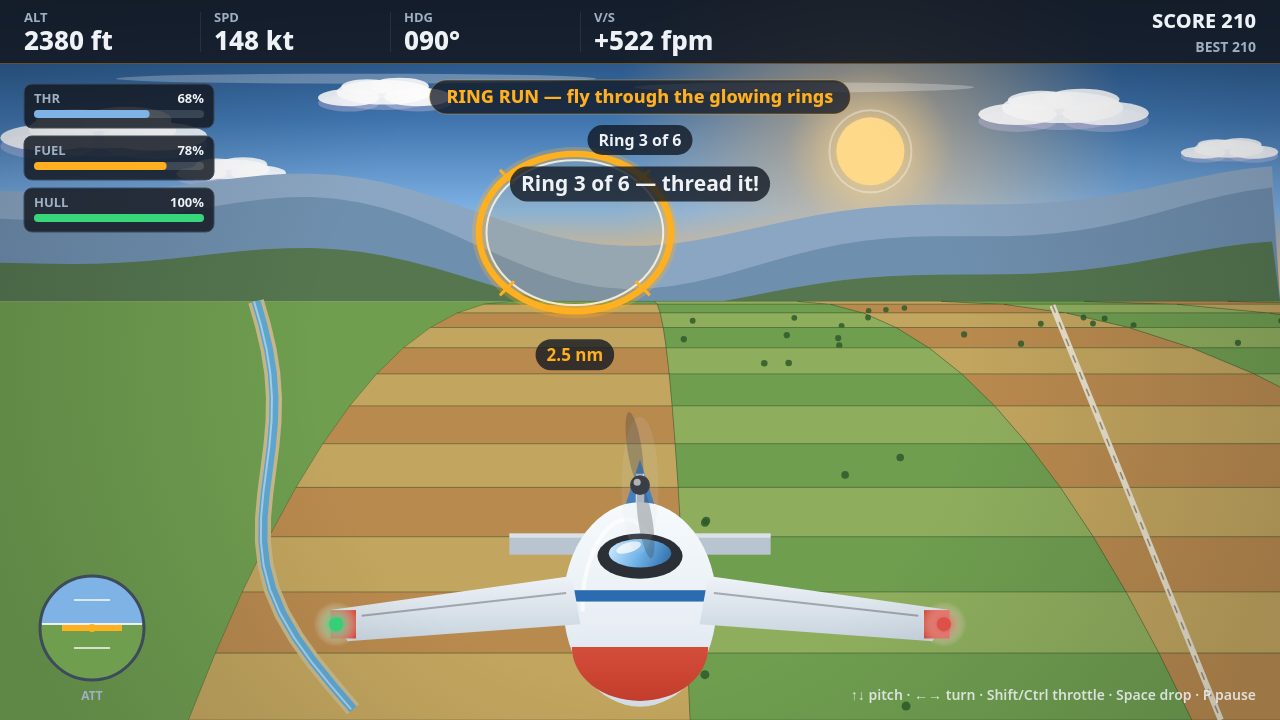 ALT
2380 ft
SPD
148 kt
HDG
090°
V/S
+522 fpm
SCORE 210
BEST 210
THR 68%
FUEL 78%
HULL 100%
RING RUN — fly through the glowing rings
Ring 3 of 6
Ring 3 of 6 — thread it!
2.5 nm
ATT
↑↓ pitch · ←→ turn · Shift/Ctrl throttle · Space drop · P pause